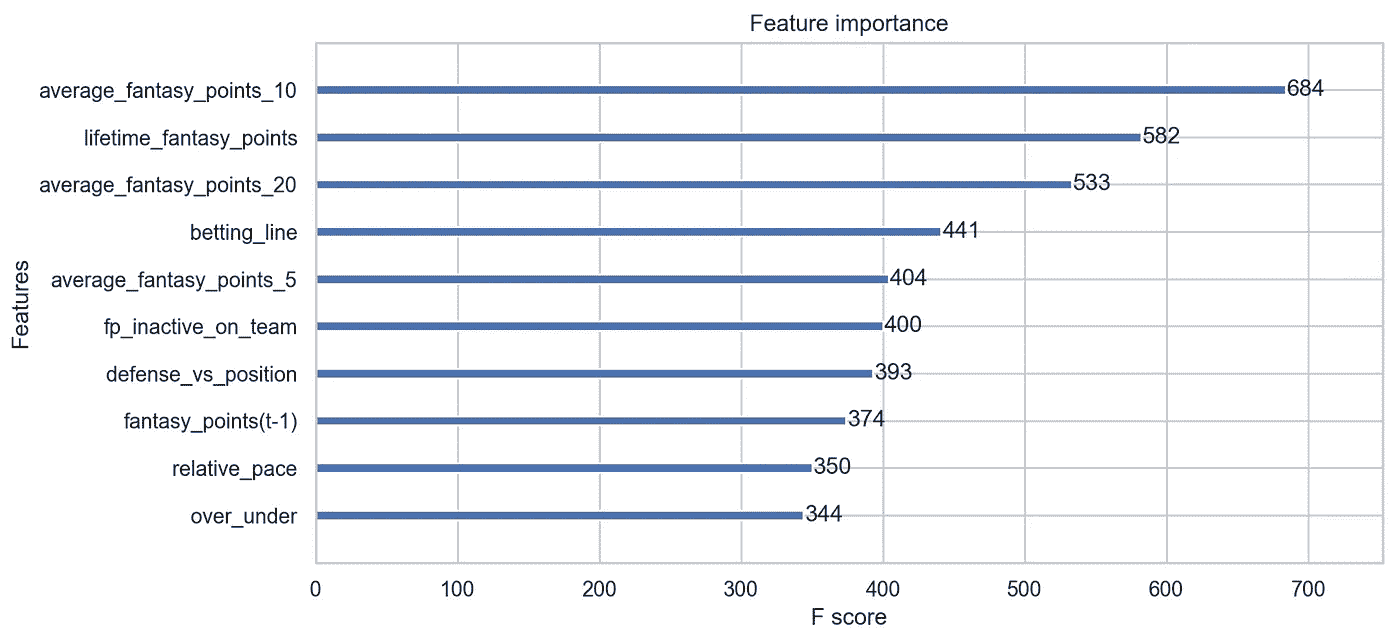 Feature importance
average_fantasy_points_10 684
lifetime_fantasy_points 582
average_fantasy_points_20 533
betting_line 441
average_fantasy_points_5 404
fp_inactive_on_team 400
defense_vs_position 393
fantasy_points(t-1) 374
relative_pace 350
over_under 344
Features
0 100 200 300 400 500 600 700
F score